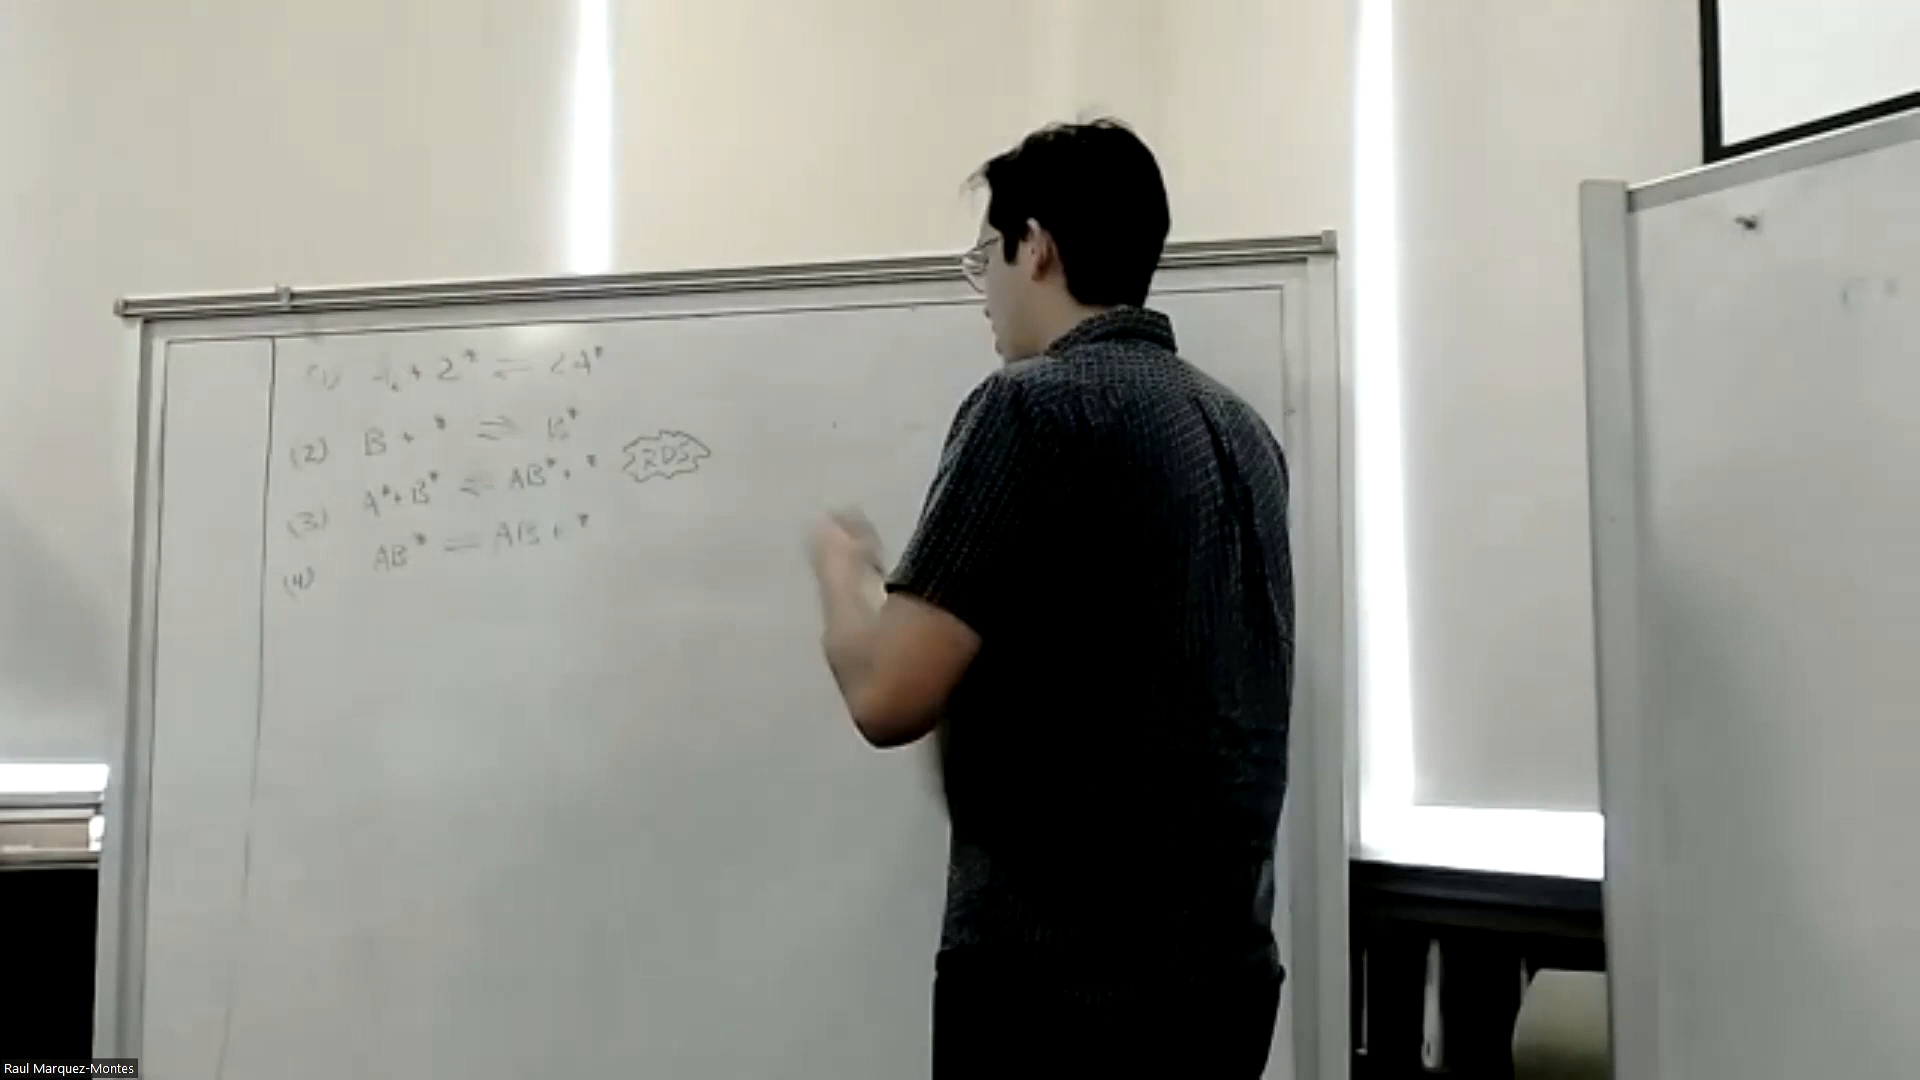 (1) A₂ + 2* ⇌ 2A*
(2) B + * ⇌ B*
(3) A* + B* ⇌ AB* + * RDS
(4) AB* ⇌ AB + *
Raul Marquez-Montes